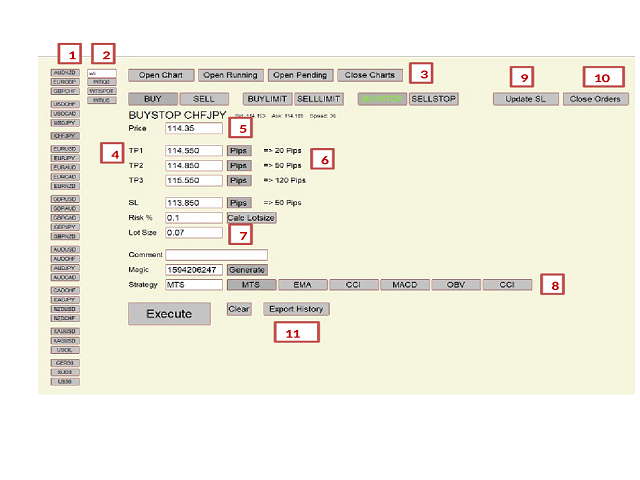 1 2
AUDNZD
EURGBP
GBPCHF
USDCHF
USDCAD
USDJPY
CHFJPY
EURUSD
EURJPY
EURAUD
EURCAD
EURNZD
GBPUSD
GBPAUD
GBPCAD
GBPJPY
GBPNZD
AUDUSD
AUDCHF
AUDJPY
AUDCAD
CADCHF
CADJPY
NZDUSD
NZDCHF
XAUUSD
XAGUSD
USOIL
GER30
US30
Open Chart Open Running Open Pending Close Charts 3
BUY SELL BUYLIMIT SELLLIMIT BUYSTOP SELLSTOP
9 10
Update SL Close Orders
BUYSTOP CHFJPY Bid: 114.153 Ask: 114.185 Spread: 36
Price 114.35 5
4
TP1 114.550 Pips => 20 Pips
TP2 114.850 Pips => 50 Pips 6
TP3 115.550 Pips => 120 Pips
SL 113.850 Pips => 50 Pips
Risk % 0.1 Calc Lotsize
Lot Size 0.07 7
Comment
Magic 1594206247 Generate
Strategy MTS MTS EMA CCI MACD OBV CCI 8
Execute Clear Export History
11